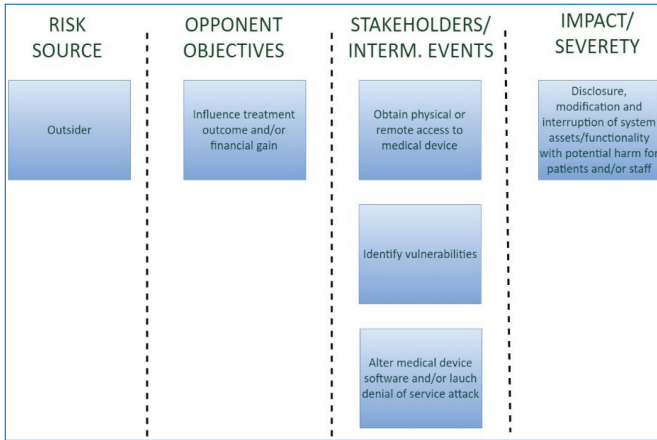 RISK
SOURCE
OPPONENT
OBJECTIVES
STAKEHOLDERS/
INTERM. EVENTS
IMPACT/
SEVERETY
Outsider
Influence treatment
outcome and/or
financial gain
Obtain physical or
remote access to
medical device
Disclosure,
modification and
interruption of system
assets/functionality
with potential harm for
patients and/or staff
Identify vulnerabilities
Alter medical device
software and/or lauch
denial of service attack